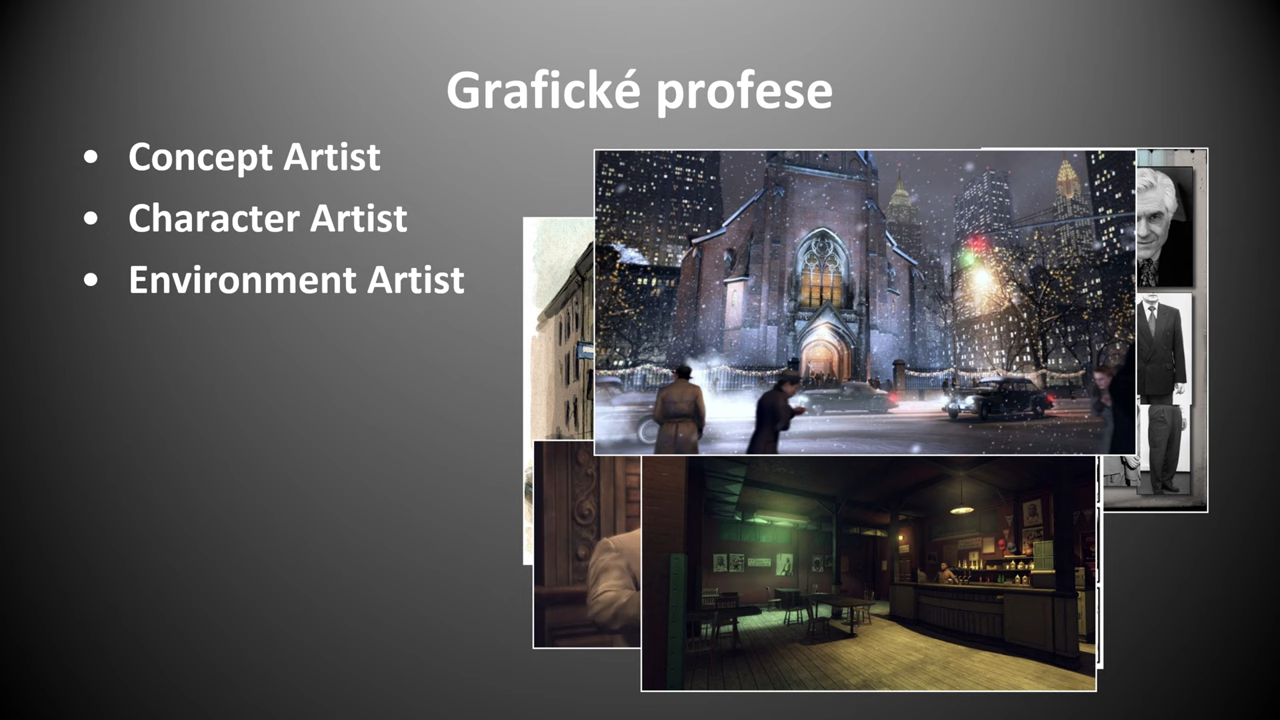 Grafické profese
• Concept Artist
• Character Artist
• Environment Artist